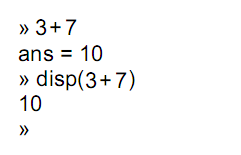 » 3+7
ans = 10
» disp(3+7)
10
»